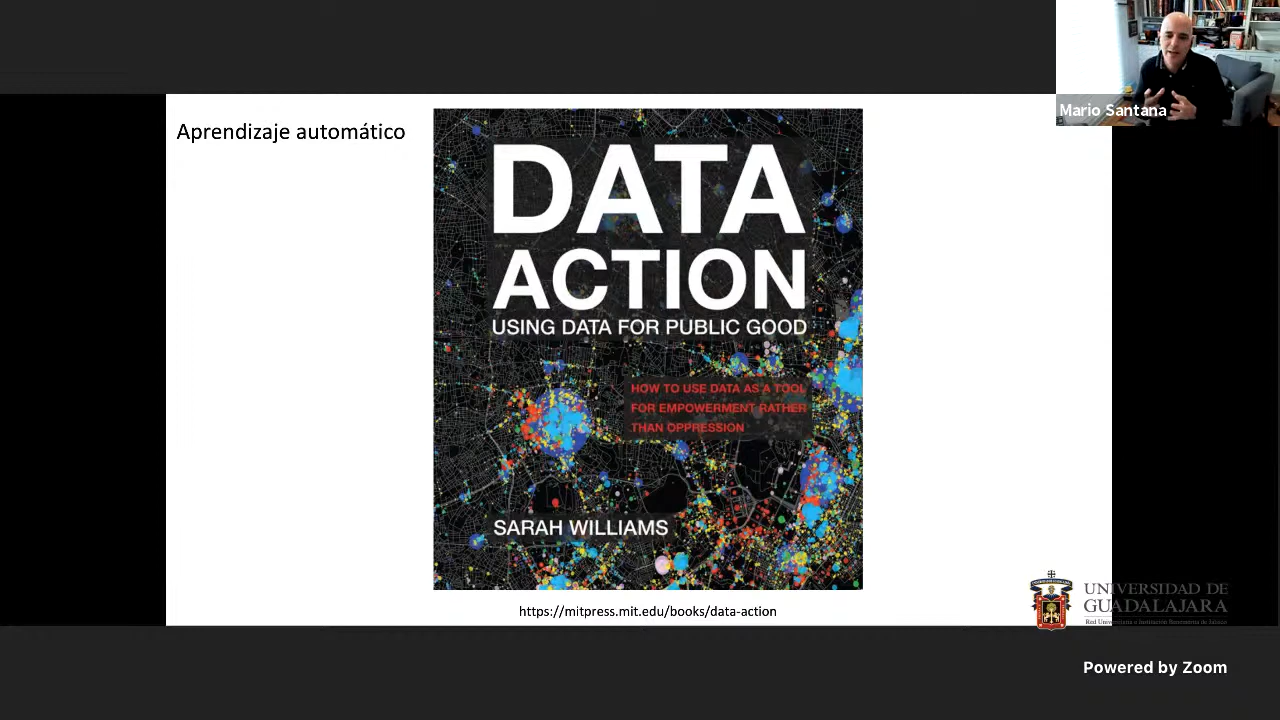 Mario Santana
Aprendizaje automático
DATA
ACTION
USING DATA FOR PUBLIC GOOD
HOW TO USE DATA AS A TOOL
FOR EMPOWERMENT RATHER
THAN OPPRESSION
SARAH WILLIAMS
https://mitpress.mit.edu/books/data-action
UNIVERSIDAD DE
GUADALAJARA
Powered by Zoom